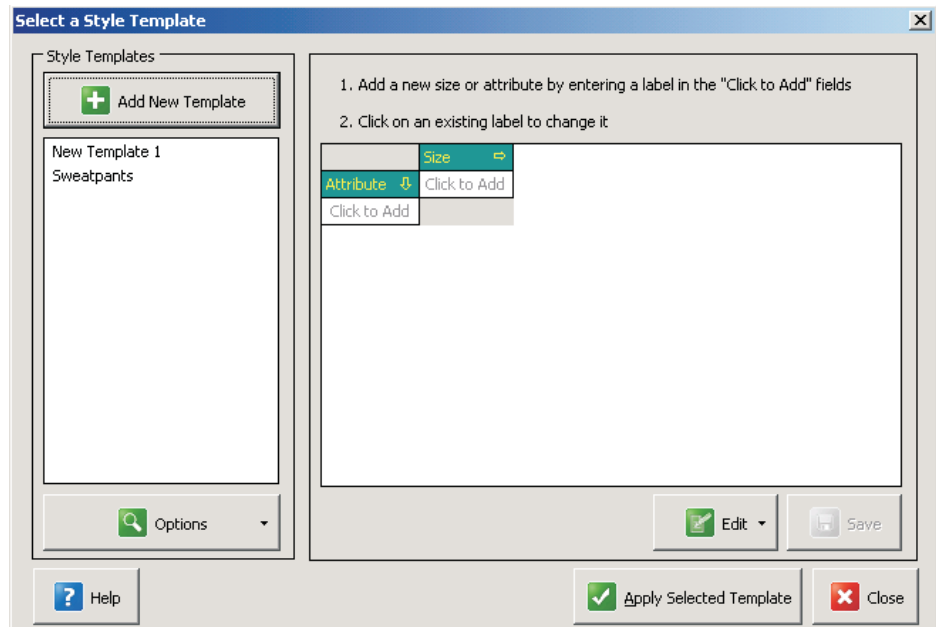 Select a Style Template
Style Templates
Add New Template
New Template 1
Sweatpants
Options
1. Add a new size or attribute by entering a label in the "Click to Add" fields
2. Click on an existing label to change it
Size ⇨
Attribute ⇩ Click to Add
Click to Add
Edit
Save
Help
Apply Selected Template
Close